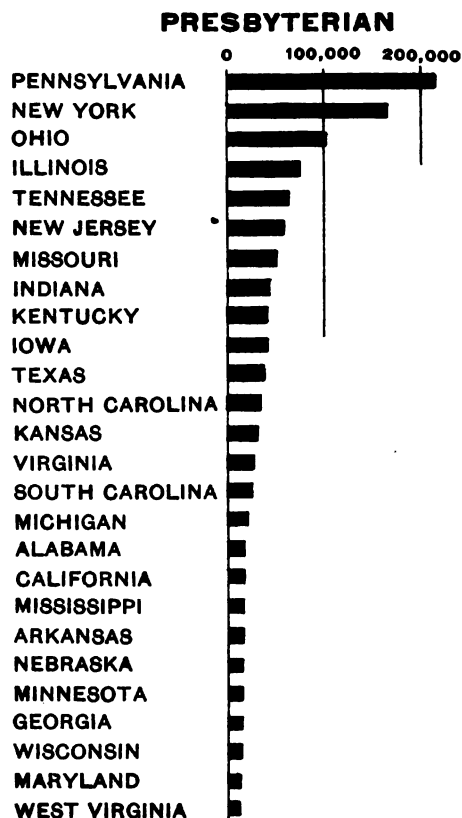 PRESBYTERIAN
0 100,000 200,000
PENNSYLVANIA
NEW YORK
OHIO
ILLINOIS
TENNESSEE
NEW JERSEY
MISSOURI
INDIANA
KENTUCKY
IOWA
TEXAS
NORTH CAROLINA
KANSAS
VIRGINIA
SOUTH CAROLINA
MICHIGAN
ALABAMA
CALIFORNIA
MISSISSIPPI
ARKANSAS
NEBRASKA
MINNESOTA
GEORGIA
WISCONSIN
MARYLAND
WEST VIRGINIA